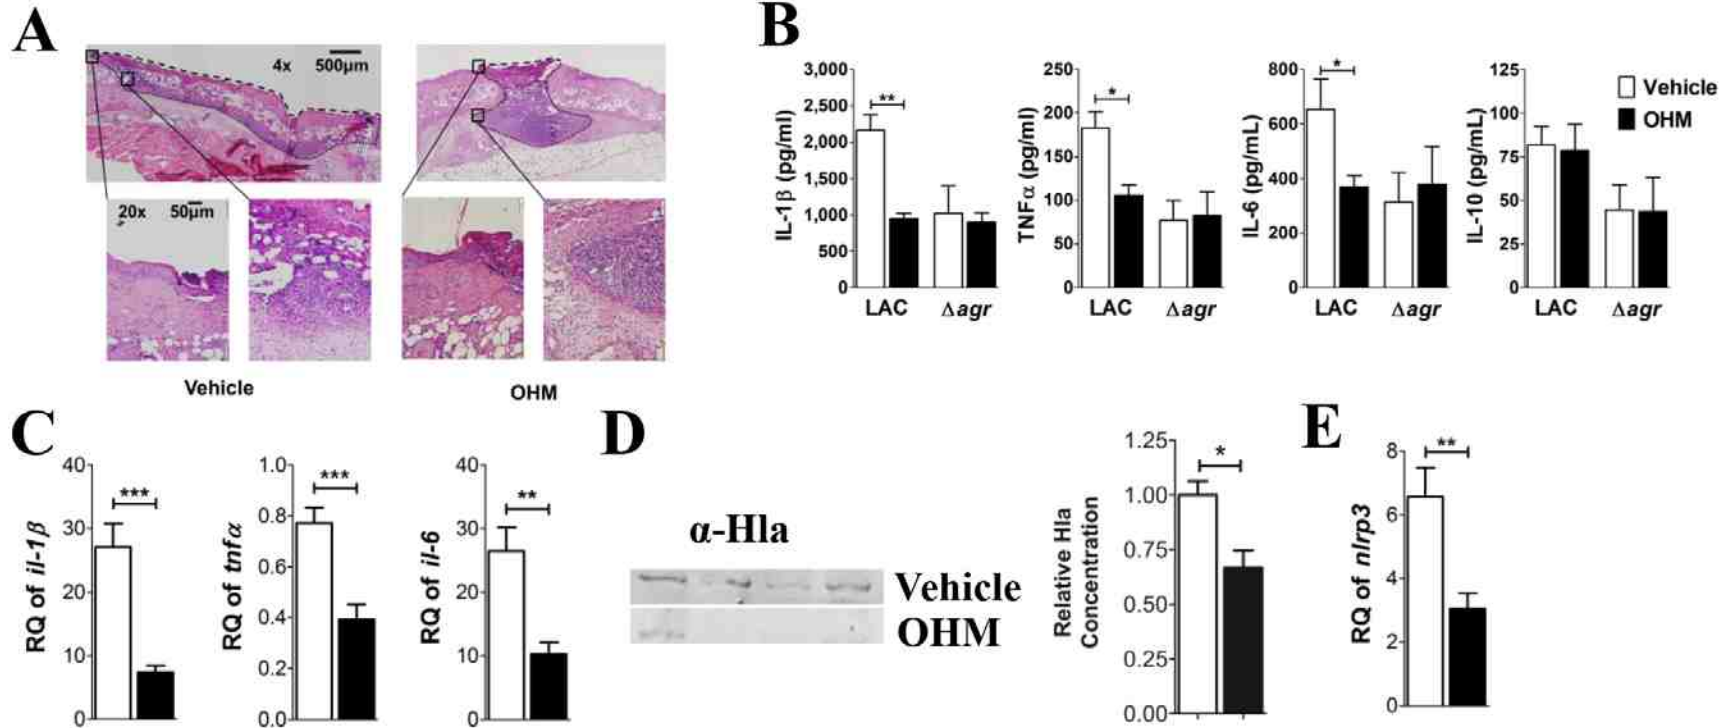 A
4x 500µm
20x 50µm
Vehicle
OHM
B
3,000
2,500
2,000
1,500
1,000
500
0
IL-1β (pg/ml)
**
LAC Δagr
250
200
150
100
50
0
TNFα (pg/ml)
*
LAC Δagr
800
600
400
200
0
IL-6 (pg/mL)
*
LAC Δagr
125
100
75
50
25
0
IL-10 (pg/mL)
LAC Δagr
Vehicle
OHM
C
40
30
20
10
0
RQ of il-1β
***
1.0
0.8
0.6
0.4
0.2
0.0
RQ of tnfα
***
40
30
20
10
0
RQ of il-6
**
D
α-Hla
Vehicle
OHM
1.25
1.00
0.75
0.50
0.25
0.00
Relative Hla
Concentration
*
E
8
6
4
2
0
RQ of nlrp3
**